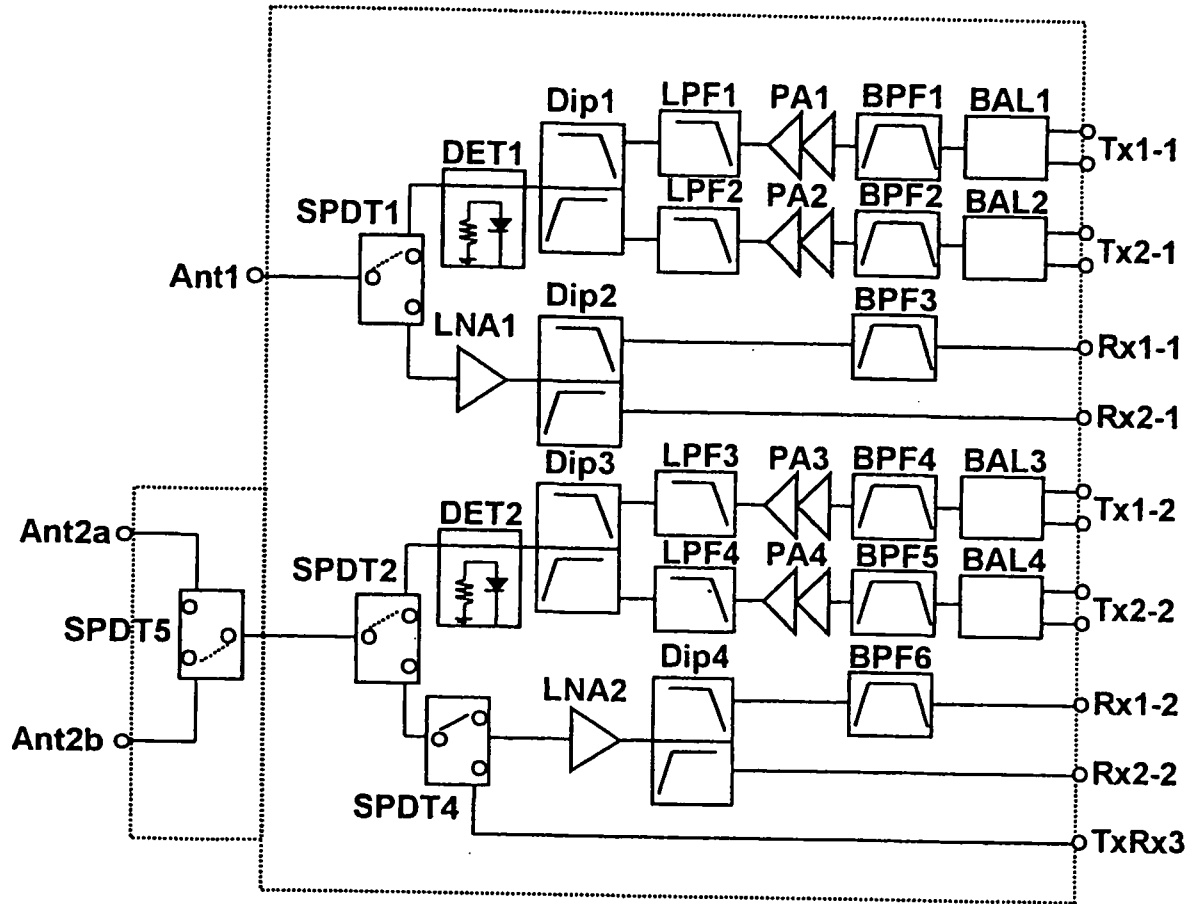 Dip1
LPF1
PA1
BPF1
BAL1
Tx1-1
DET1
SPDT1
LPF2
PA2
BPF2
BAL2
Tx2-1
Ant1
Dip2
LNA1
BPF3
Rx1-1
Rx2-1
Dip3
LPF3
PA3
BPF4
BAL3
Tx1-2
Ant2a
DET2
SPDT2
LPF4
PA4
BPF5
BAL4
Tx2-2
SPDT5
Dip4
LNA2
BPF6
Rx1-2
Ant2b
Rx2-2
SPDT4
TxRx3